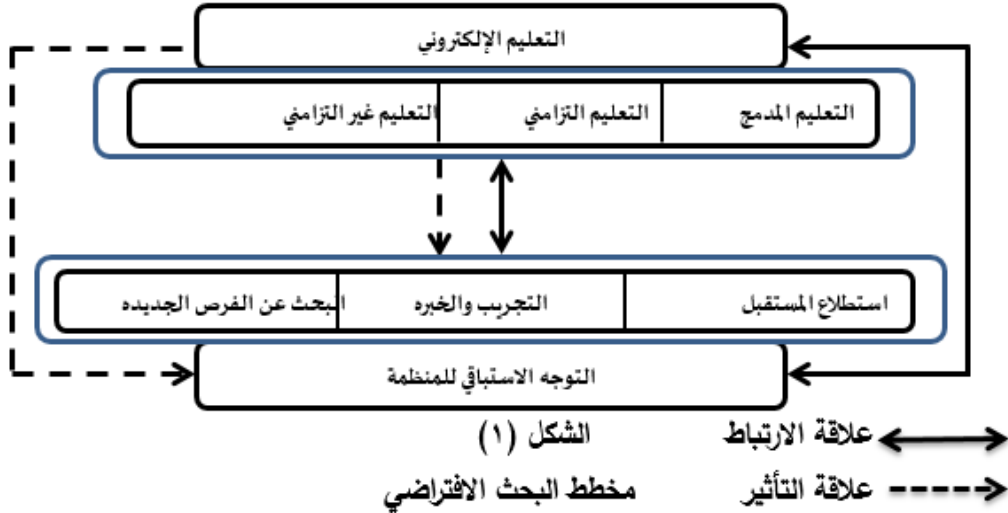 التعليم الإلكتروني
التعليم المدمج التعليم التزامني التعليم غير التزامني
استطلاع المستقبل التجريب والخبره البحث عن الفرص الجديده
التوجه الاستباقي للمنظمة
علاقة الارتباط الشكل (١)
علاقة التأثير مخطط البحث الافتراضي